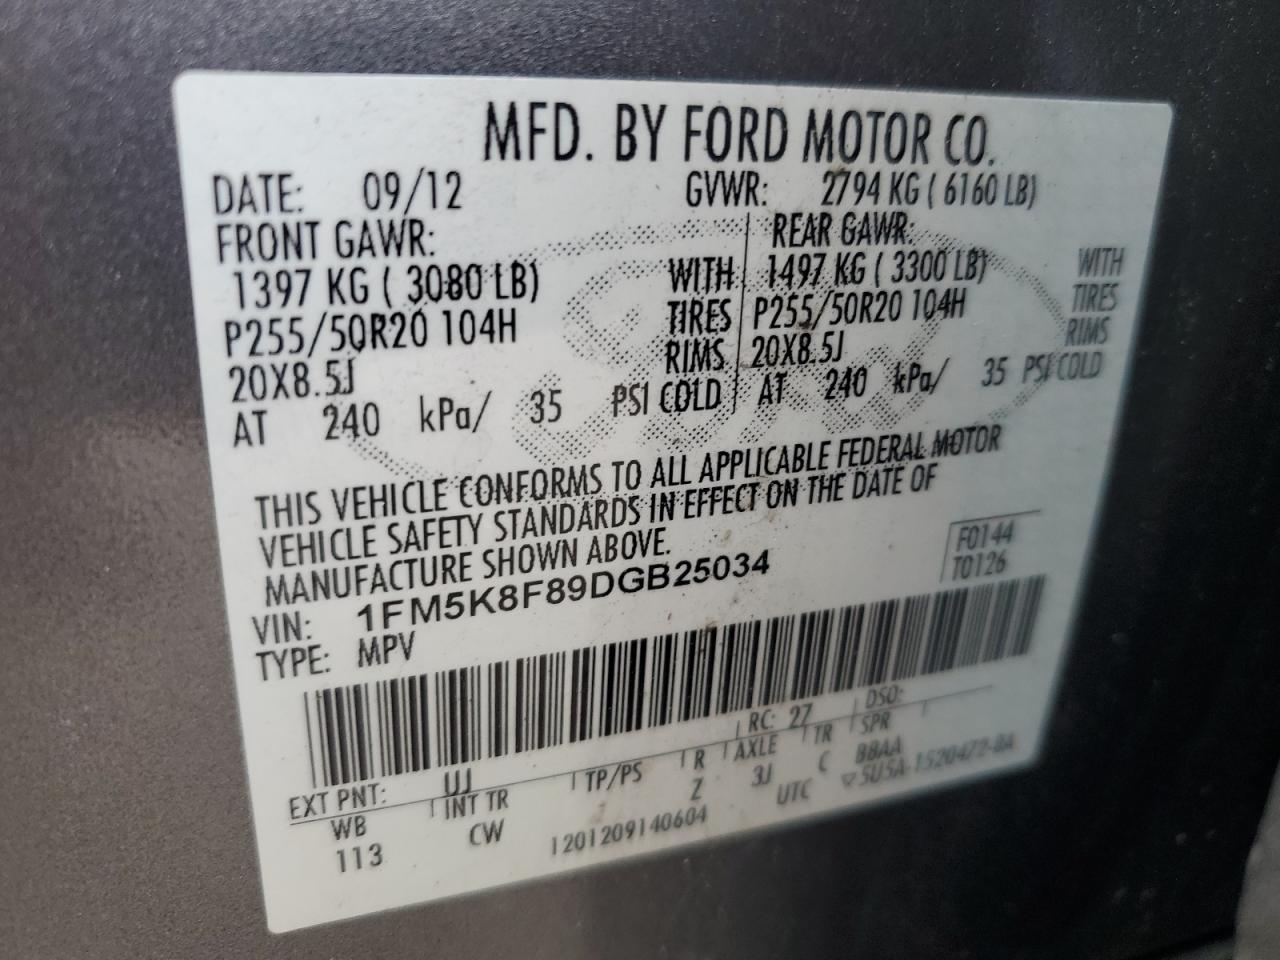 MFD. BY FORD MOTOR CO.
DATE: 09/12 GVWR: 2794 KG ( 6160 LB)
FRONT GAWR: REAR GAWR:
1397 KG ( 3080 LB) WITH 1497 KG ( 3300 LB) WITH
P255/50R20 104H TIRES P255/50R20 104H TIRES
20X8.5J RIMS 20X8.5J RIMS
AT 240 kPa/ 35 PSI COLD AT 240 kPa/ 35 PSI COLD
THIS VEHICLE CONFORMS TO ALL APPLICABLE FEDERAL MOTOR
VEHICLE SAFETY STANDARDS IN EFFECT ON THE DATE OF
MANUFACTURE SHOWN ABOVE.
F0144
T0126
VIN: 1FM5K8F89DGB25034
TYPE: MPV
EXT PNT: UJ RC: 27 DSO:
WB INT TR TP/PS R AXLE TR SPR
113 CW Z 3J C BBAA
1201209140604 UTC ▽5U5A-1520472-BA